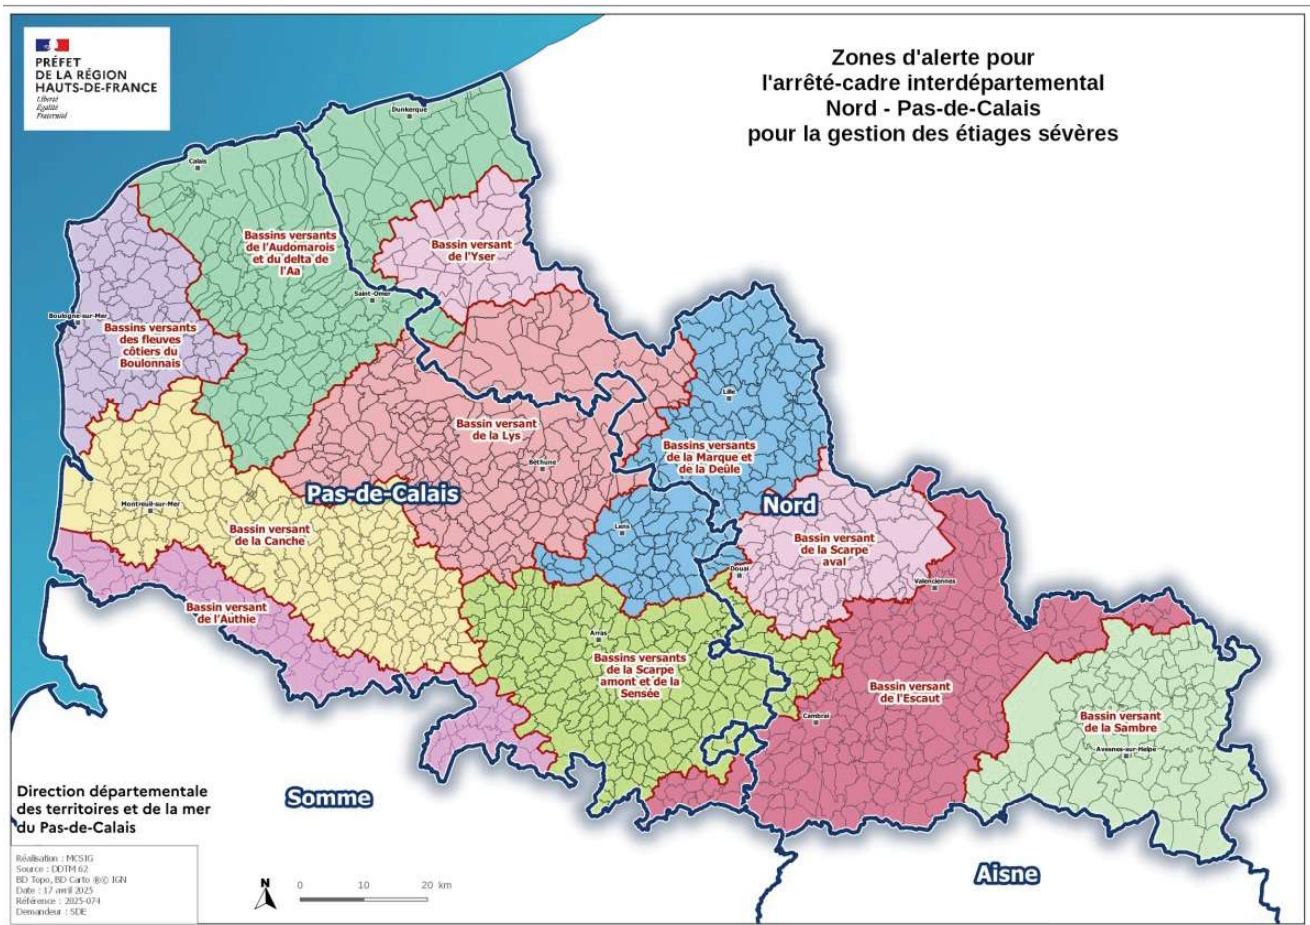 PRÉFET
DE LA RÉGION
HAUTS-DE-FRANCE
Liberté
Égalité
Fraternité
Zones d'alerte pour
l'arrêté-cadre interdépartemental
Nord - Pas-de-Calais
pour la gestion des étiages sévères
Dunkerque
Calais
Bassins versants
de l'Audomarois
et du delta de
l'Aa
Bassin versant
de l'Yser
Saint-Omer
Boulogne-sur-Mer
Bassins versants
des fleuves
côtiers du
Boulonnais
Lille
Bassin versant
de la Lys
Bassins versants
de la Marque et
de la Deûle
Béthune
Pas-de-Calais
Nord
Montreuil-sur-Mer
Bassin versant
de la Canche
Lens
Bassin versant
de la Scarpe
aval
Douai
Valenciennes
Bassin versant
de l'Authie
Arras
Bassins versants
de la Scarpe
amont et de la
Sensée
Bassin versant
de l'Escaut
Cambrai
Bassin versant
de la Sambre
Avesnes-sur-Helpe
Somme
Aisne
Direction départementale
des territoires et de la mer
du Pas-de-Calais
Réalisation : MCSIG
Source : DDTM 62
BD Topo, BD Carto ®© IGN
Date : 17 avril 2025
Référence : 2025-074
Demandeur : SDE
N
0 10 20 km